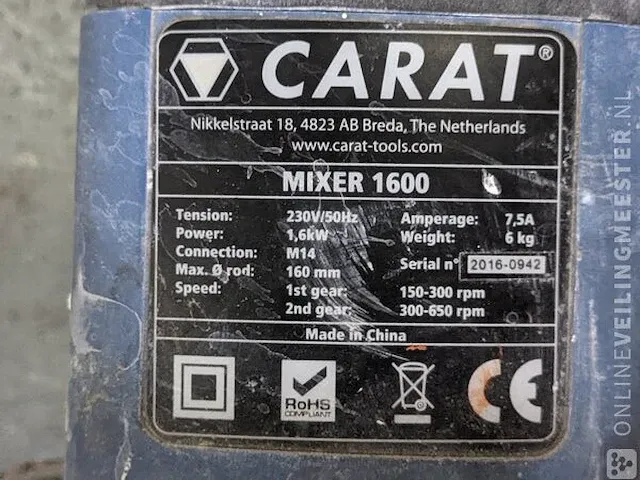 CARAT®
Nikkelstraat 18, 4823 AB Breda, The Netherlands
www.carat-tools.com
MIXER 1600
Tension: 230V/50Hz
Power: 1,6kW
Connection: M14
Max. Ø rod: 160 mm
Speed: 1st gear: 150-300 rpm
2nd gear: 300-650 rpm
Amperage: 7,5A
Weight: 6 kg
Serial n° 2016-0942
Made in China
RoHS
COMPLIANT
CE
ONLINEVEILINGMEESTER.NL